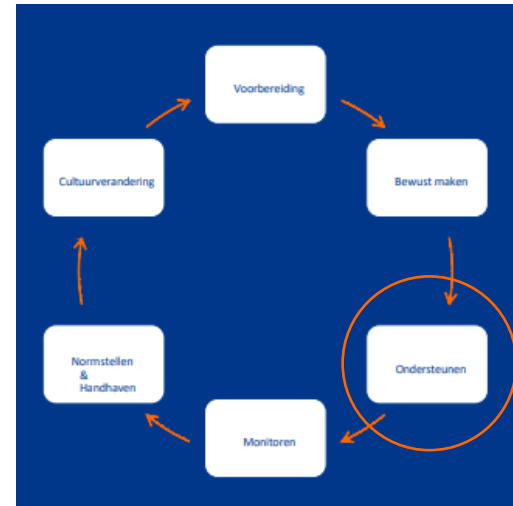 Voorbereiding
Bewust maken
Ondersteunen
Monitoren
Normstellen
&
Handhaven
Cultuurverandering